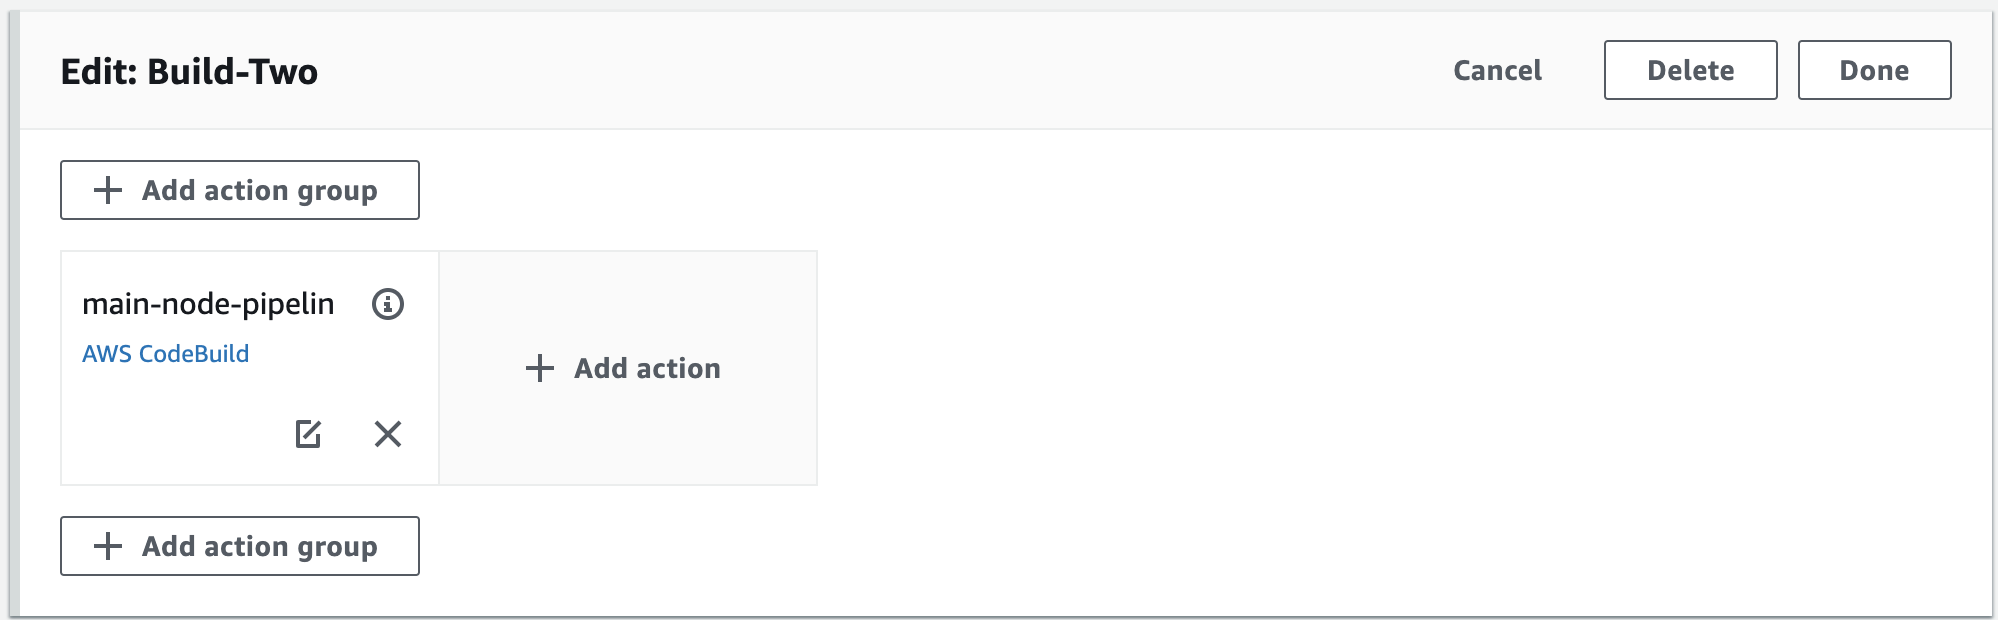 Edit: Build-Two
Cancel
Delete
Done
Add action group
main-node-pipelin
AWS CodeBuild
Add action
Add action group